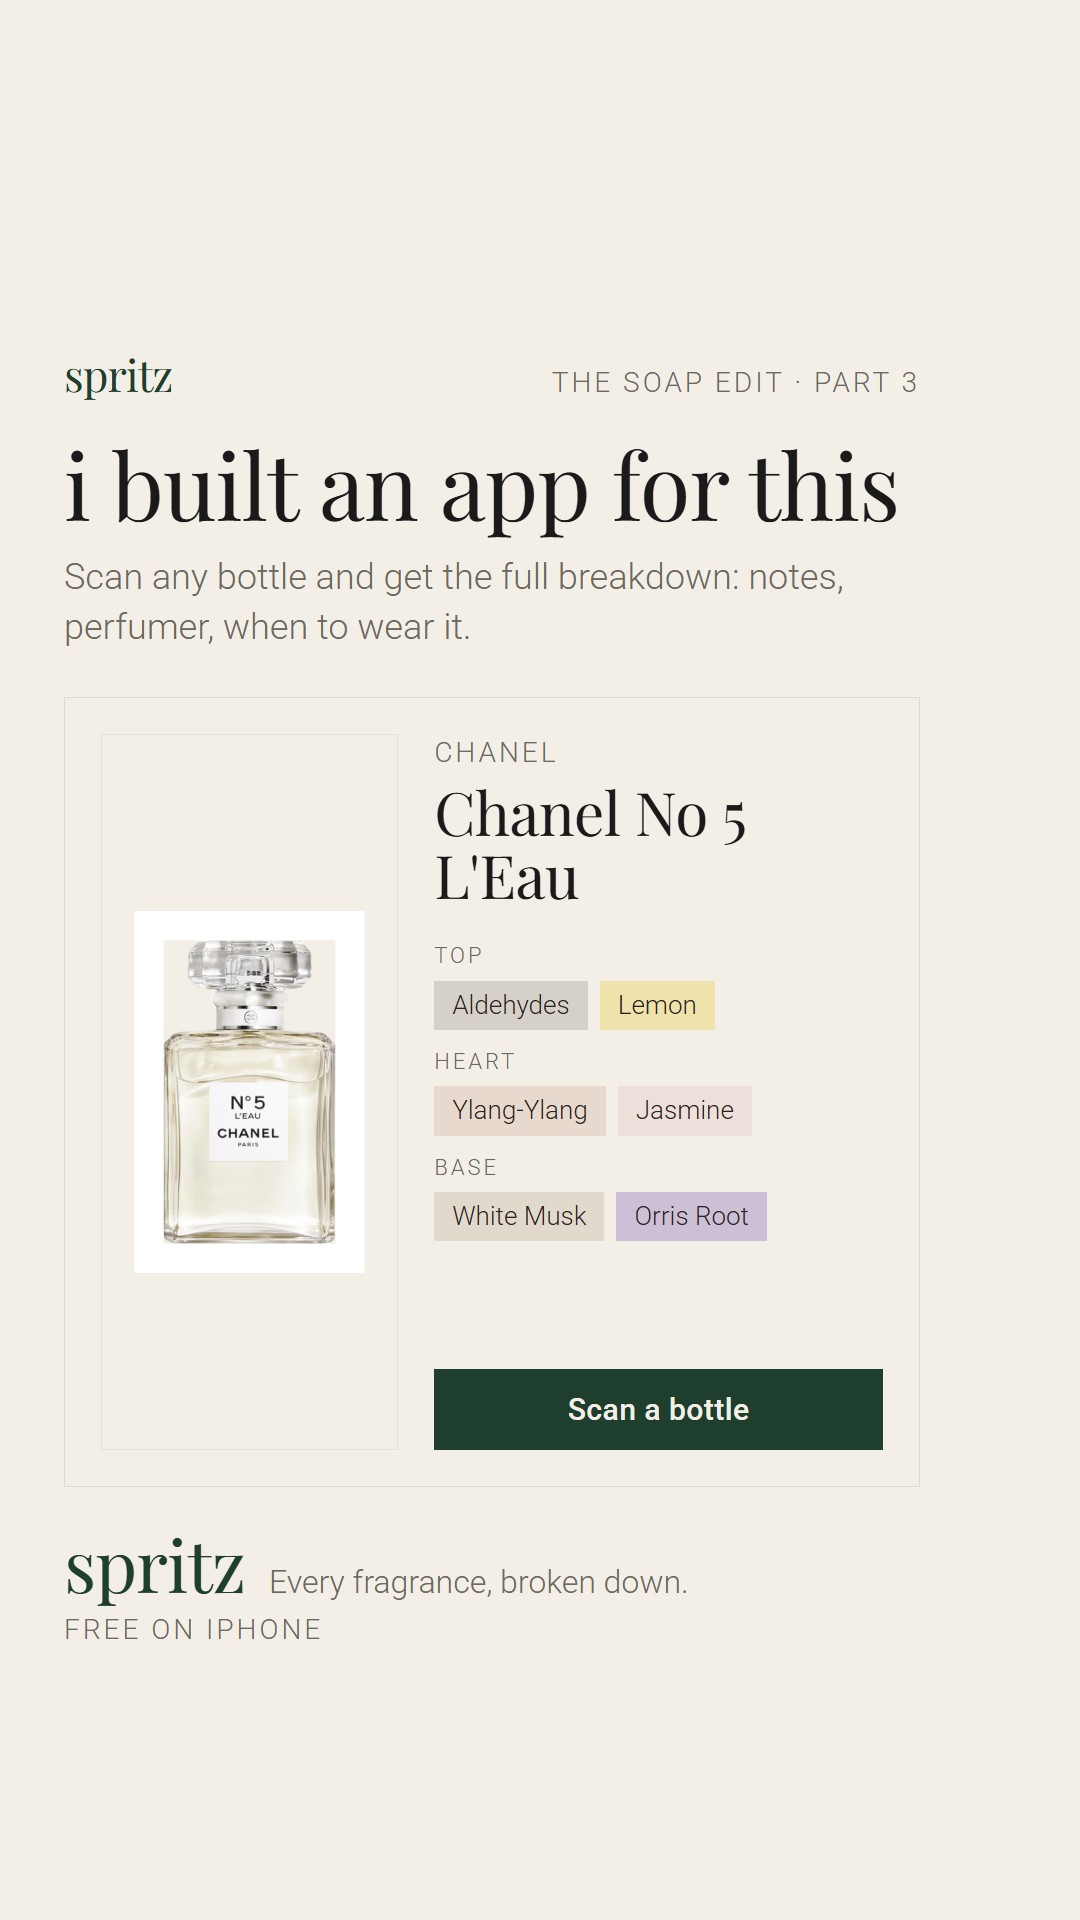 spritz
THE SOAP EDIT · PART 3
i built an app for this
Scan any bottle and get the full breakdown: notes,
perfumer, when to wear it.
CHANEL
Chanel No 5
L'Eau
TOP
Aldehydes Lemon
HEART
Ylang-Ylang Jasmine
BASE
White Musk Orris Root
N°5
L'EAU
CHANEL
PARIS
Scan a bottle
spritz Every fragrance, broken down.
FREE ON IPHONE